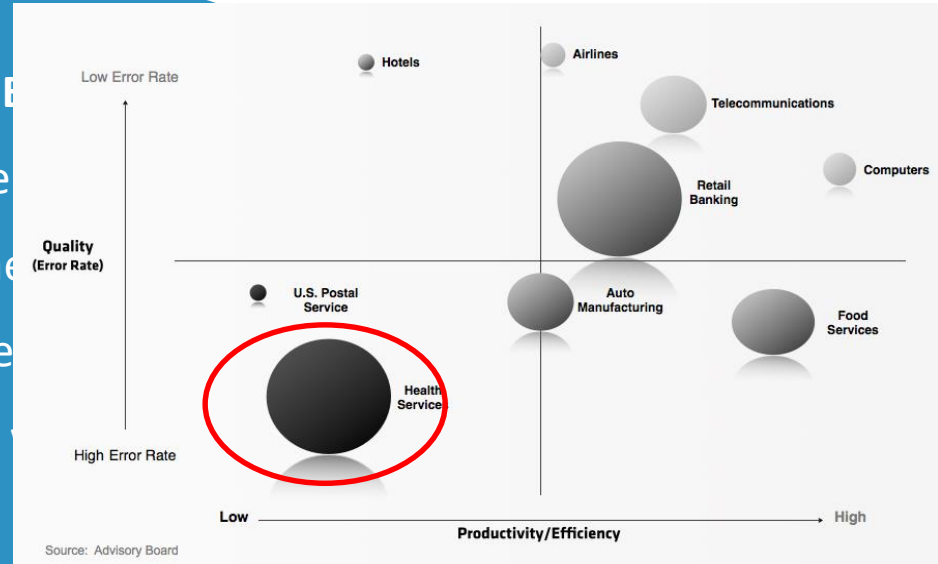 Low Error Rate
Quality
(Error Rate)
High Error Rate
Hotels
Airlines
Telecommunications
Computers
Retail
Banking
U.S. Postal
Service
Auto
Manufacturing
Food
Services
Health
Services
Low
High
Productivity/Efficiency
Source: Advisory Board